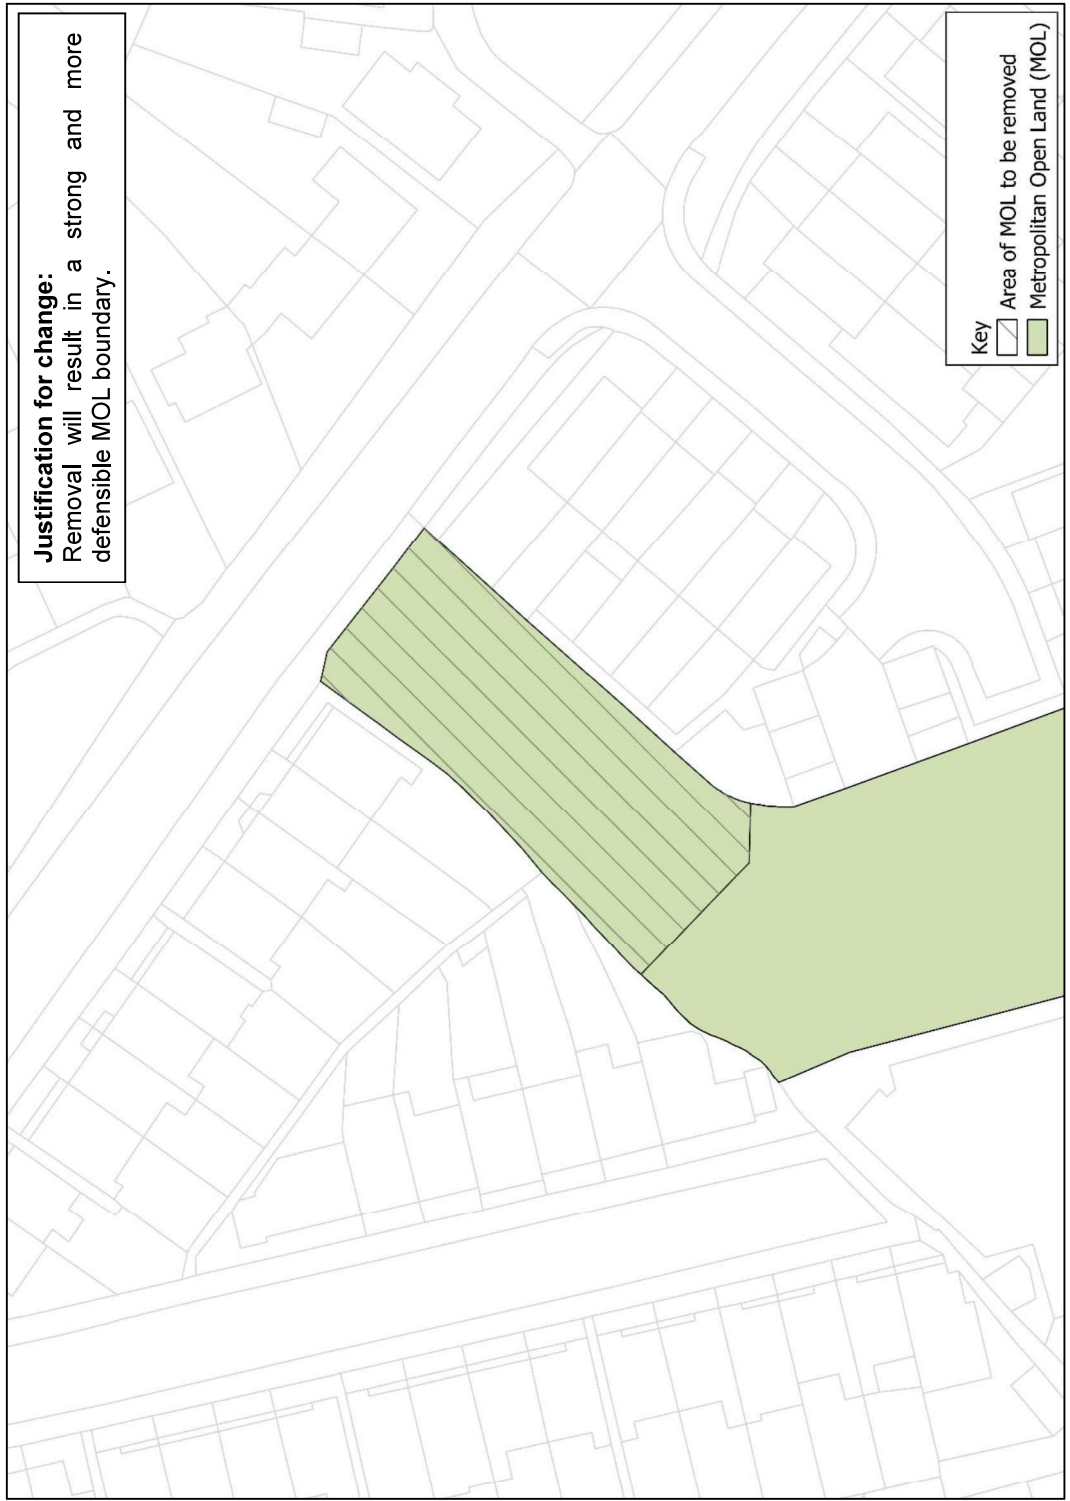 Justification for change:
Removal will result in a strong and more
defensible MOL boundary.
Key
Area of MOL to be removed
Metropolitan Open Land (MOL)